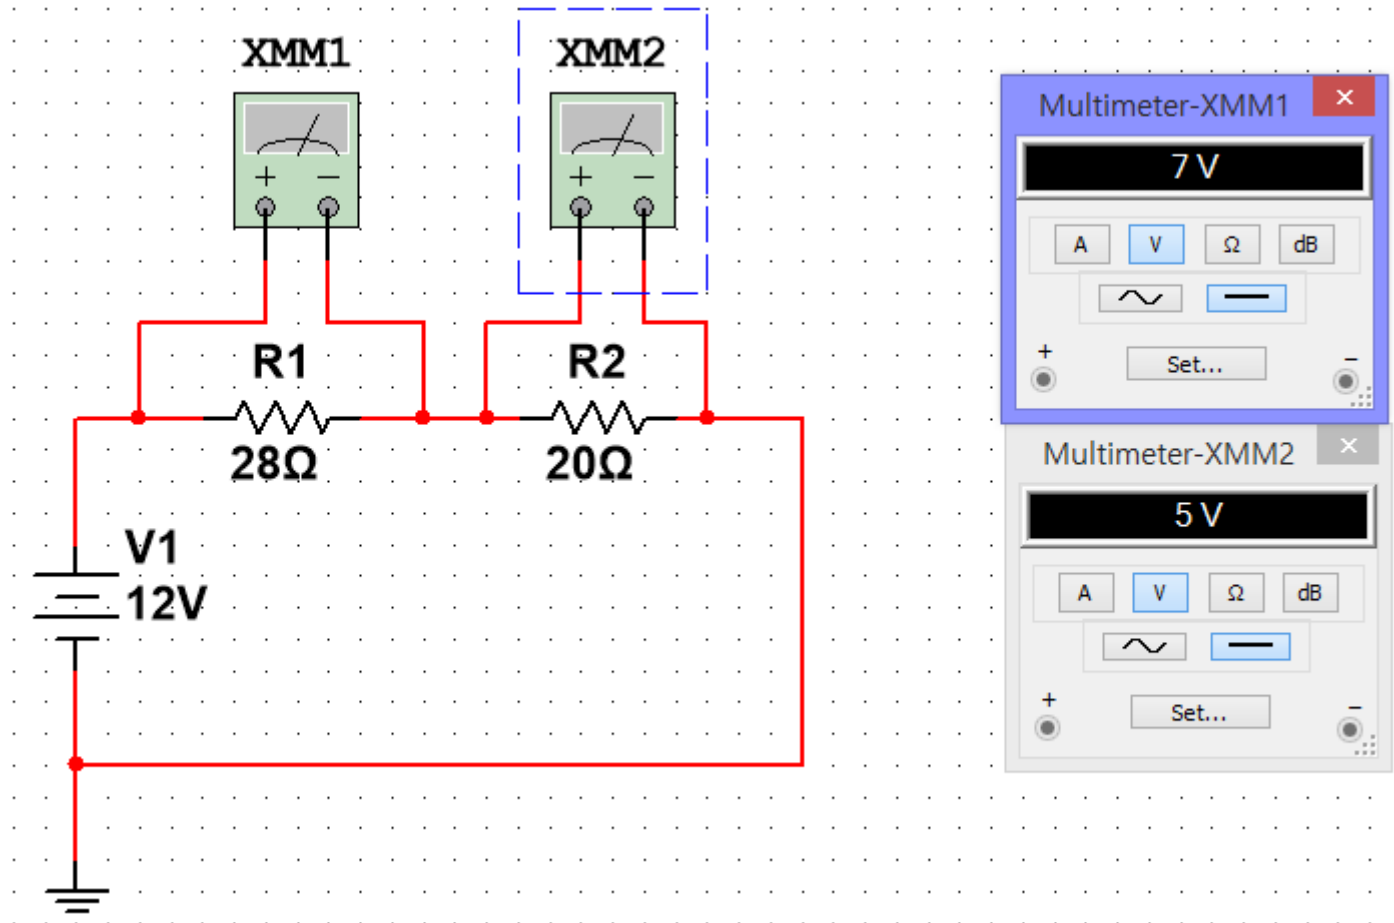 XMM1
XMM2
R1
28Ω
R2
20Ω
V1
12V
Multimeter-XMM1
7 V
A V Ω dB
Set...
+ −
Multimeter-XMM2
5 V
A V Ω dB
Set...
+ −